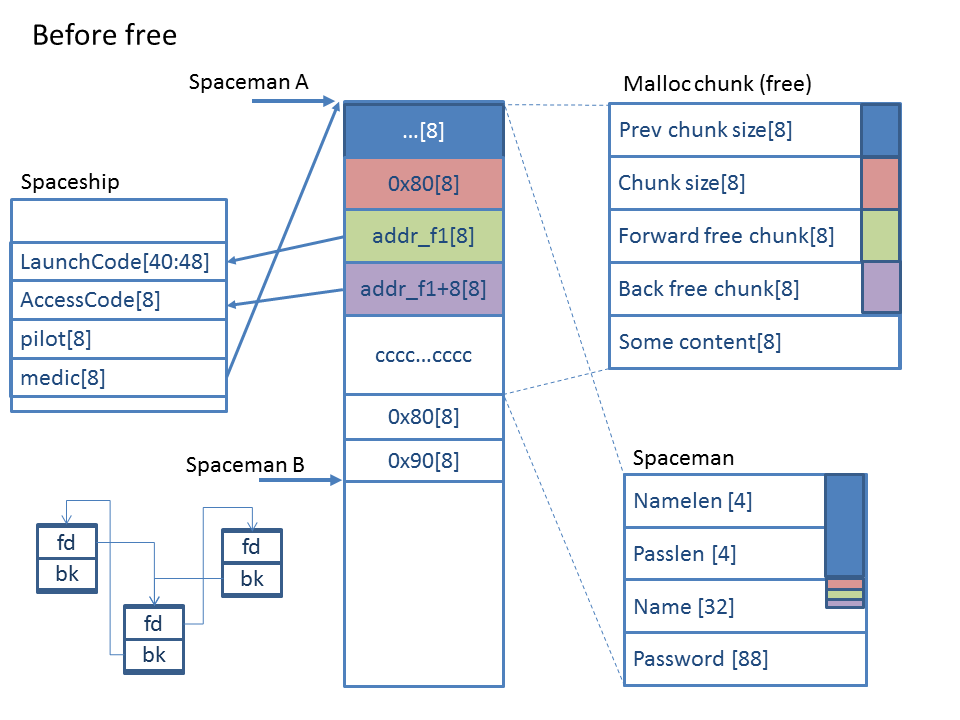 Before free
Spaceman A
Malloc chunk (free)
...[8]
Prev chunk size[8]
0x80[8]
Chunk size[8]
Spaceship
addr_f1[8]
Forward free chunk[8]
LaunchCode[40:48]
addr_f1+8[8]
Back free chunk[8]
AccessCode[8]
pilot[8]
cccc...cccc
Some content[8]
medic[8]
0x80[8]
Spaceman B
0x90[8]
Spaceman
Namelen [4]
Passlen [4]
Name [32]
Password [88]
fd
bk
fd
bk
fd
bk